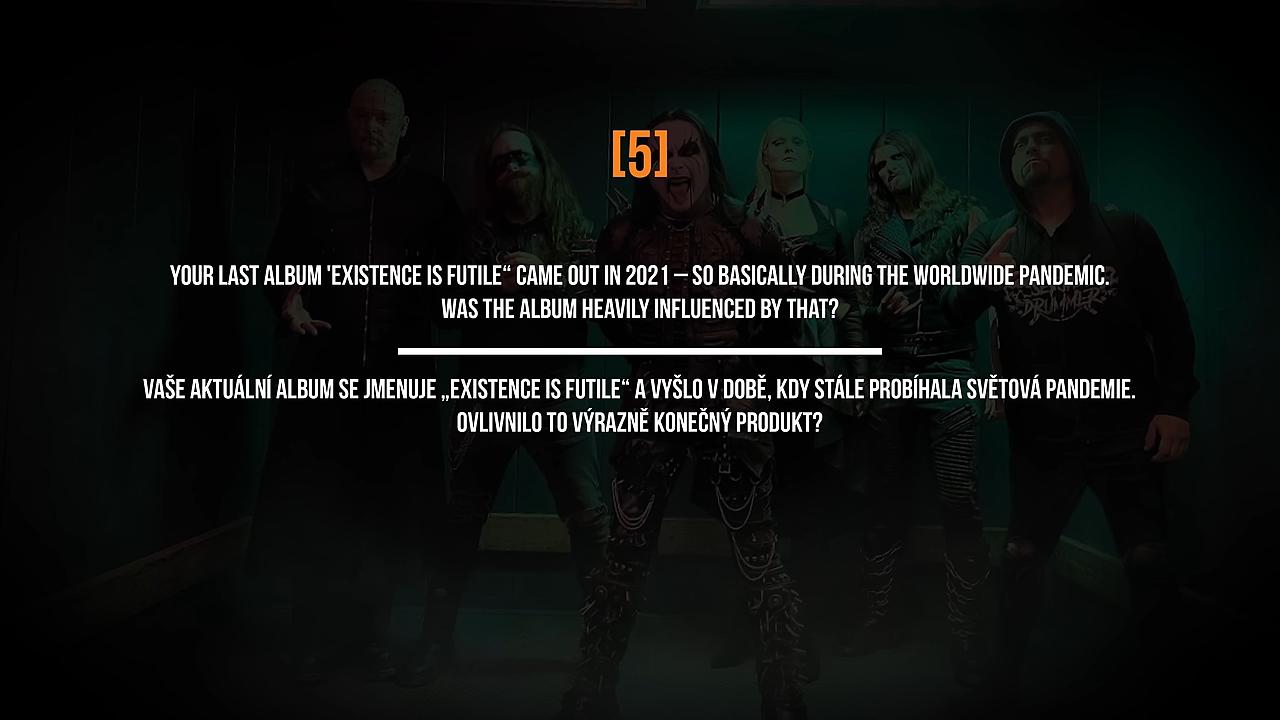 [5]
YOUR LAST ALBUM 'EXISTENCE IS FUTILE“ CAME OUT IN 2021 – SO BASICALLY DURING THE WORLDWIDE PANDEMIC.
WAS THE ALBUM HEAVILY INFLUENCED BY THAT?
VAŠE AKTUÁLNÍ ALBUM SE JMENUJE „EXISTENCE IS FUTILE“ A VYŠLO V DOBĚ, KDY STÁLE PROBÍHALA SVĚTOVÁ PANDEMIE.
OVLIVNILO TO VÝRAZNĚ KONEČNÝ PRODUKT?
DRUMMER